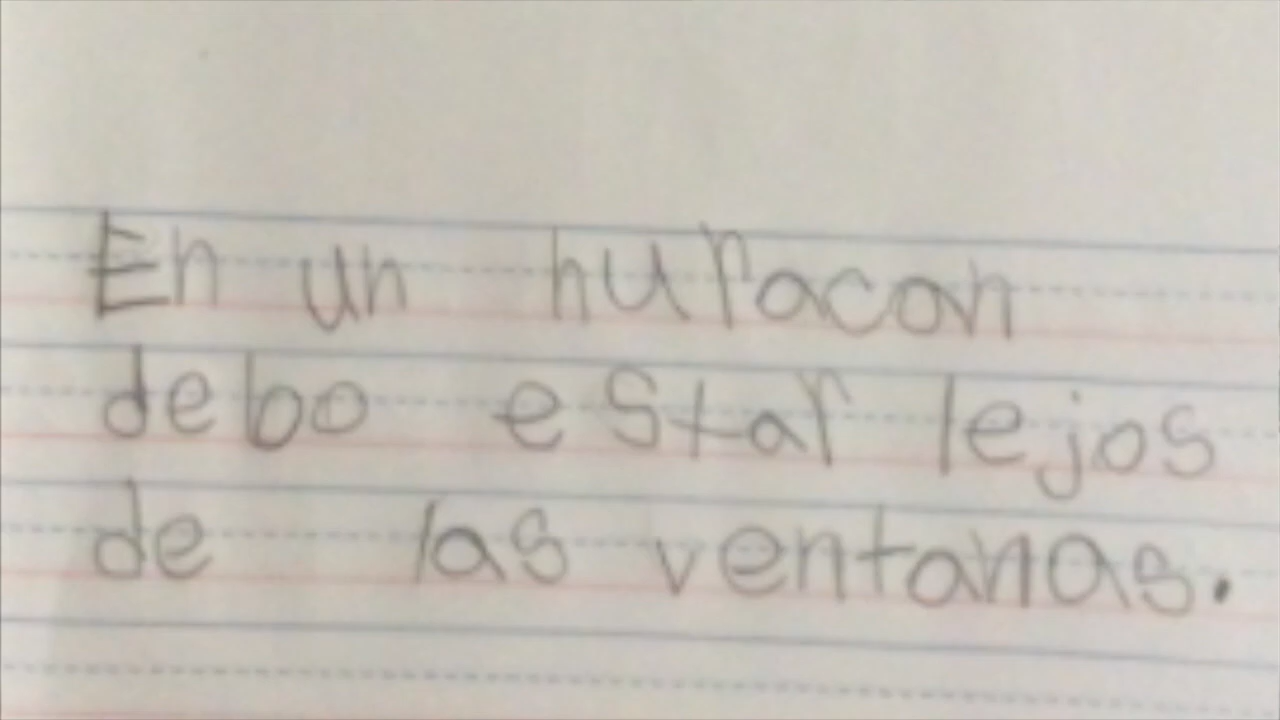 En un huracan
debo estar lejos
de las ventanas.